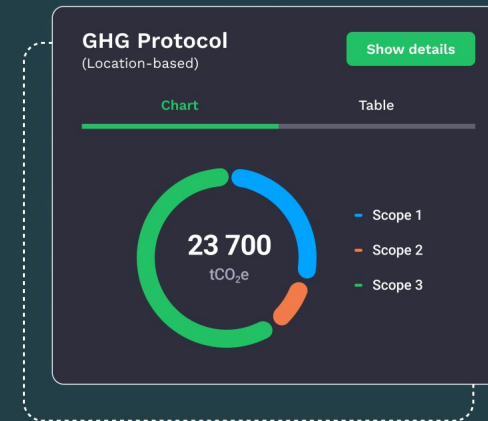 GHG Protocol
(Location-based)
Show details
Chart
Table
23 700
tCO₂e
Scope 1
Scope 2
Scope 3